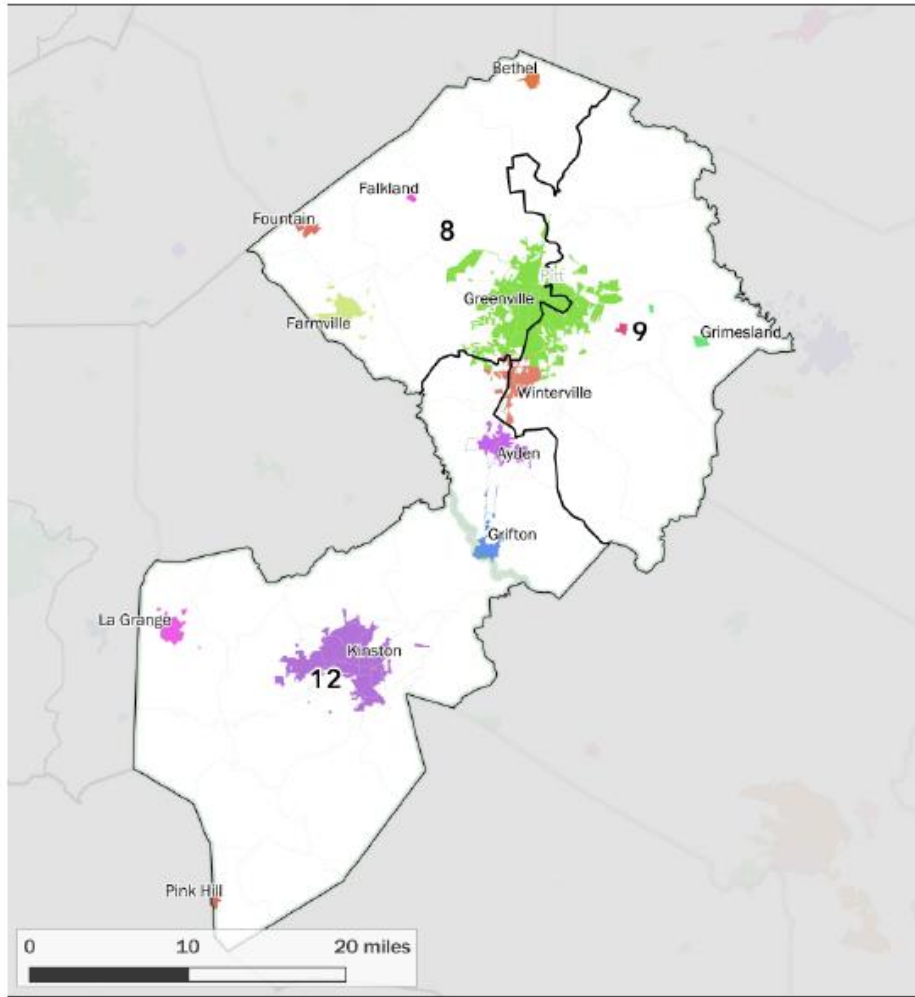 Bethel
Falkland
Fountain
8
Pitt
Greenville
Farmville
9
Grimesland
Winterville
Ayden
Grifton
La Grange
Kinston
12
Pink Hill
0 10 20 miles